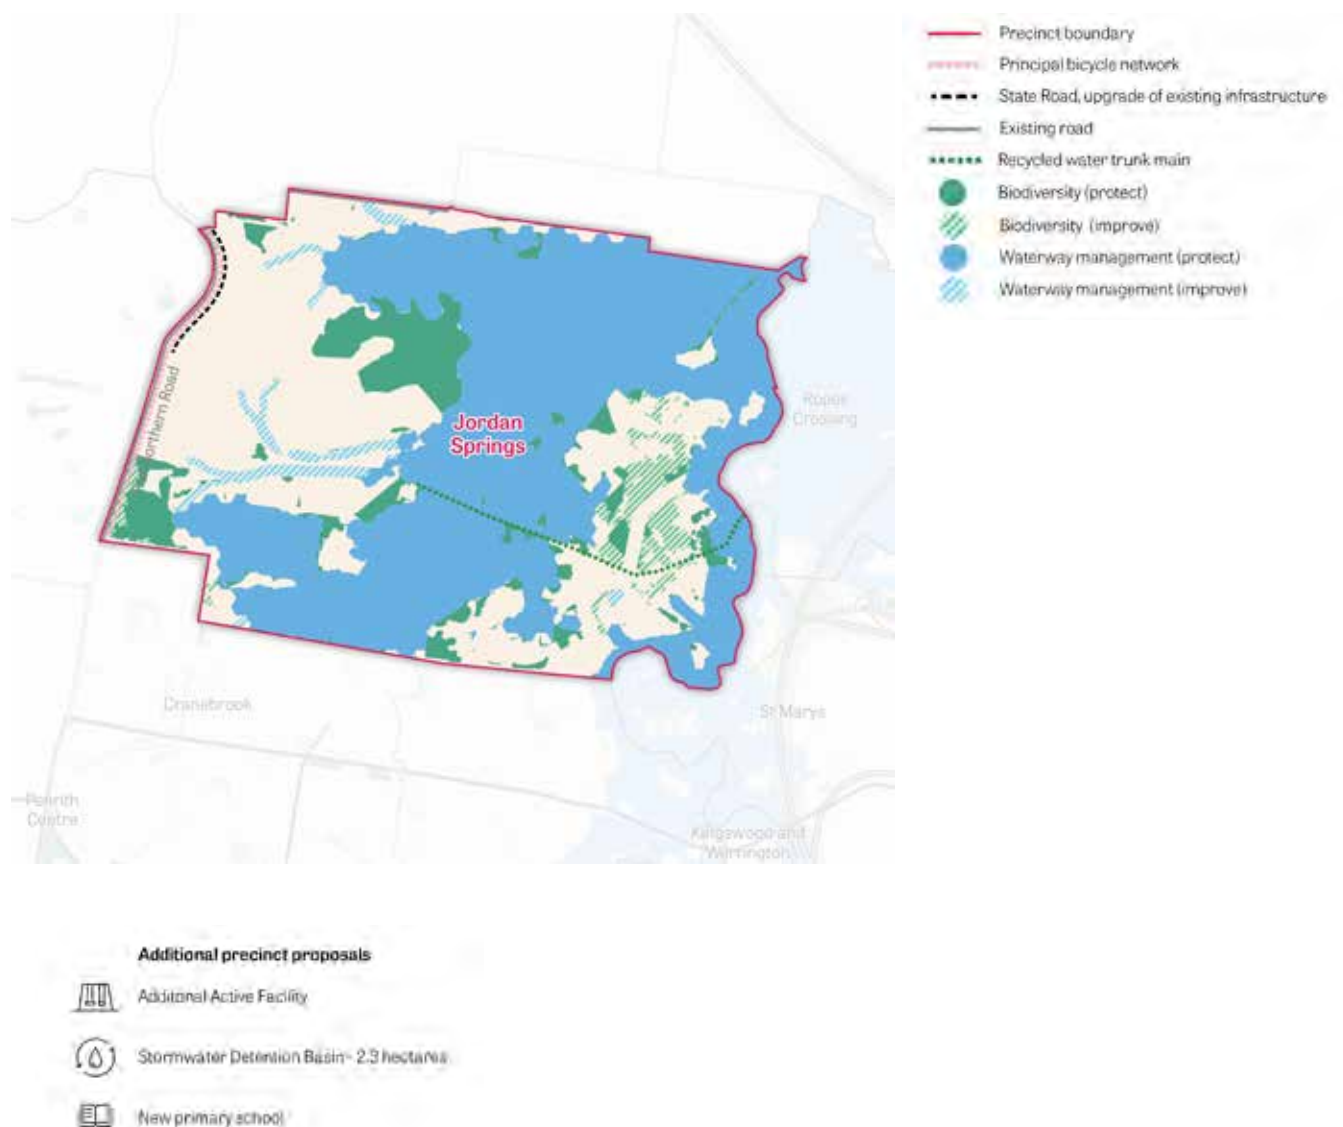 Precinct boundary
Principal bicycle network
State Road, upgrade of existing infrastructure
Existing road
Recycled water trunk main
Biodiversity (protect)
Biodiversity (improve)
Waterway management (protect)
Waterway management (improve)
orthern Road
Jordan
Springs
Ropes
Crossing
Cranebrook
St Marys
Penrith
Centre
Kingswood and
Werrington
Additional precinct proposals
Additional Active Facility
Stormwater Detention Basin- 2.3 hectares
New primary school